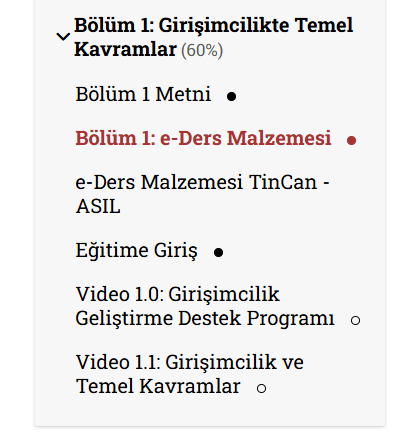 Bölüm 1: Girişimcilikte Temel
Kavramlar (60%)
Bölüm 1 Metni
Bölüm 1: e-Ders Malzemesi
e-Ders Malzemesi TinCan -
ASIL
Eğitime Giriş
Video 1.0: Girişimcilik
Geliştirme Destek Programı
Video 1.1: Girişimcilik ve
Temel Kavramlar